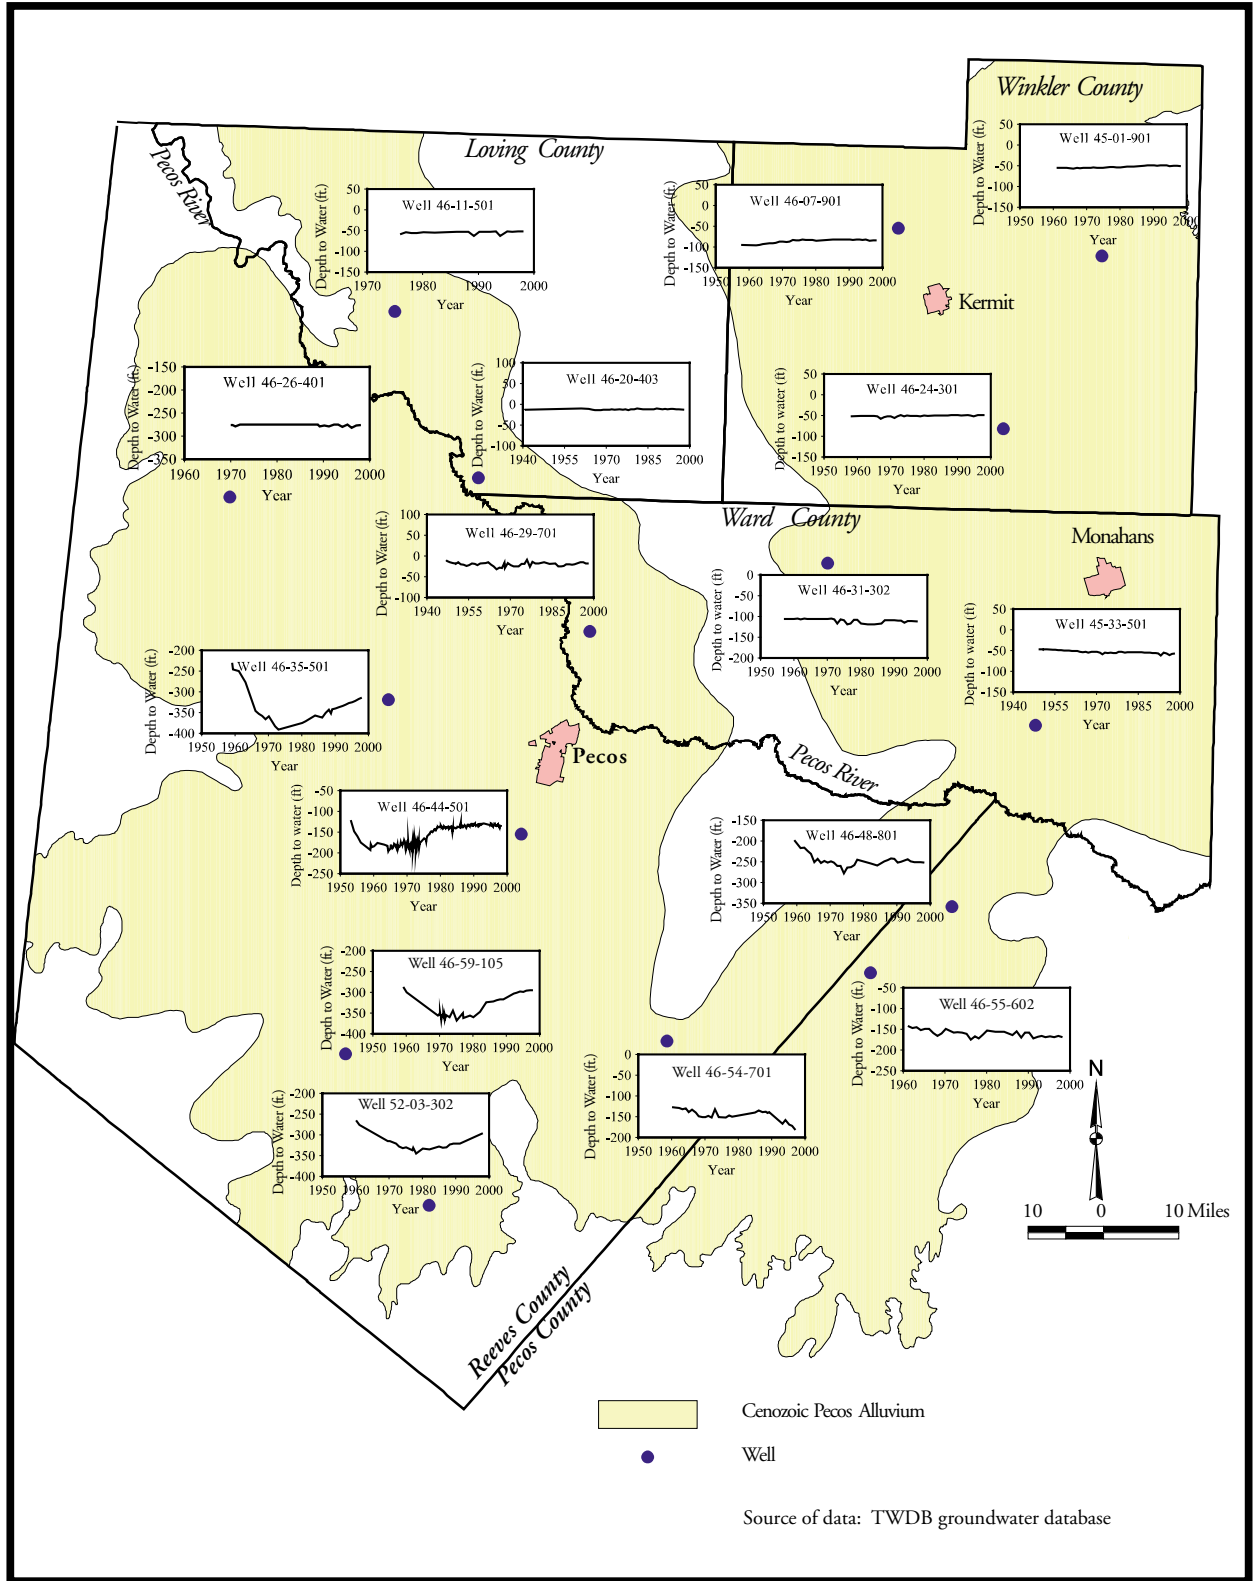 Winkler County
Well 45-01-901
Depth to Water (ft.)
50
0
-50
-100
-150
1950 1960 1970 1980 1990 2000
Year
Loving County
Pecos River
Well 46-11-501
Depth to Water (ft.)
50
0
-50
-100
-150
1970 1980 1990 2000
Year
Well 46-07-901
Depth to Water (ft.)
50
0
-50
-100
-150
1950 1960 1970 1980 1990 2000
Year
Kermit
Well 46-26-401
Depth to Water (ft.)
-150
-200
-250
-300
-350
1960 1970 1980 1990 2000
Year
Well 46-20-403
Depth to Water (ft.)
100
50
0
-50
-100
1940 1955 1970 1985 2000
Year
Well 46-24-301
Depth to water (ft)
50
0
-50
-100
-150
1950 1960 1970 1980 1990 2000
Year
Ward County
Well 46-29-701
Depth to Water (ft.)
100
50
0
-50
-100
1940 1955 1970 1985 2000
Year
Monahans
Well 46-31-302
Depth to water (ft)
0
-50
-100
-150
-200
1950 1960 1970 1980 1990 2000
Year
Well 45-33-501
Depth to water (ft)
50
0
-50
-100
-150
1940 1955 1970 1985 2000
Year
Well 46-35-501
Depth to Water (ft.)
-200
-250
-300
-350
-400
1950 1960 1970 1980 1990 2000
Year
Pecos
Pecos River
Well 46-44-501
Depth to water (ft)
-50
-100
-150
-200
-250
1950 1960 1970 1980 1990 2000
Year
Well 46-48-801
Depth to Water (ft.)
-150
-200
-250
-300
-350
1950 1960 1970 1980 1990 2000
Year
Well 46-59-105
Depth to Water (ft.)
-200
-250
-300
-350
-400
1950 1960 1970 1980 1990 2000
Year
Well 46-55-602
Depth to Water (ft.)
-50
-100
-150
-200
-250
1960 1970 1980 1990 2000
Year
Well 46-54-701
Depth to Water (ft.)
0
-50
-100
-150
-200
1950 1960 1970 1980 1990 2000
Year
Well 52-03-302
Depth to Water (ft.)
-200
-250
-300
-350
-400
1950 1960 1970 1980 1990 2000
Year
N
10 0 10 Miles
Reeves County
Pecos County
Cenozoic Pecos Alluvium
Well
Source of data: TWDB groundwater database